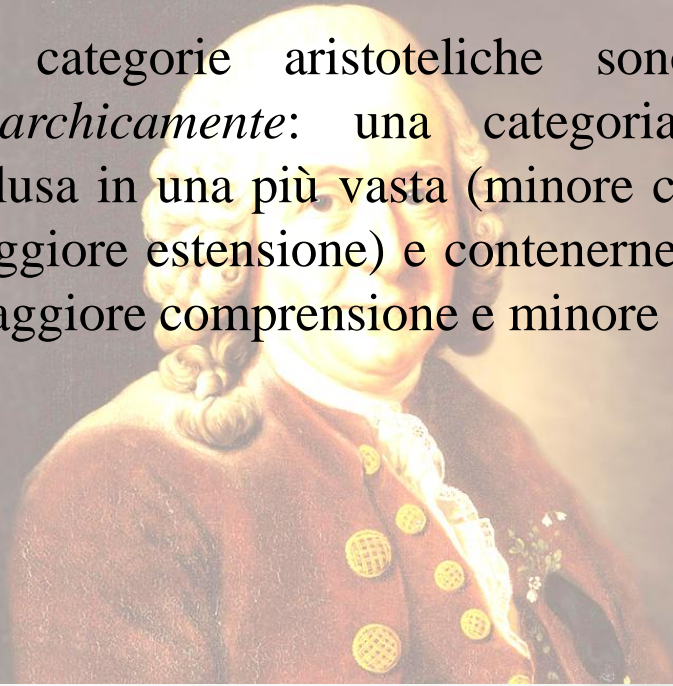 categorie aristoteliche son
archicamente: una categoria
lusa in una più vasta (minore c
ggiore estensione) e contenerne
aggiore comprensione e minore